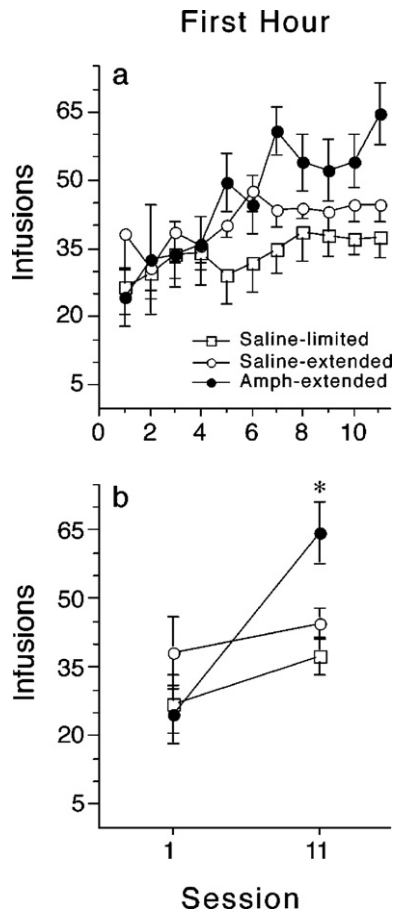 First Hour
a
65
50
35
20
5
Infusions
Saline-limited
Saline-extended
Amph-extended
0 2 4 6 8 10
b
*
65
50
35
20
5
Infusions
1 11
Session